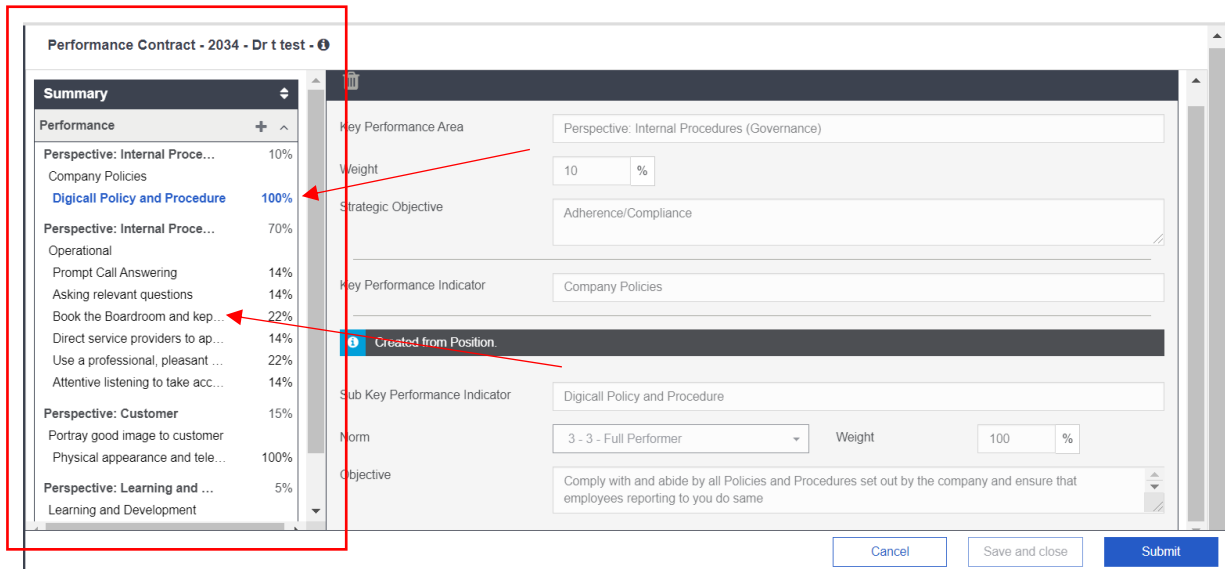 Performance Contract - 2034 - Dr t test -
Summary
Performance
Perspective: Internal Proce... 10%
Company Policies
Digicall Policy and Procedure 100%
Perspective: Internal Proce... 70%
Operational
Prompt Call Answering 14%
Asking relevant questions 14%
Book the Boardroom and kep... 22%
Direct service providers to ap... 14%
Use a professional, pleasant ... 22%
Attentive listening to take acc... 14%
Perspective: Customer 15%
Portray good image to customer
Physical appearance and tele... 100%
Perspective: Learning and ... 5%
Learning and Development
Key Performance Area Perspective: Internal Procedures (Governance)
Weight 10 %
Strategic Objective Adherence/Compliance
Key Performance Indicator Company Policies
Created from Position.
Sub Key Performance Indicator Digicall Policy and Procedure
Norm 3 - 3 - Full Performer Weight 100 %
Objective Comply with and abide by all Policies and Procedures set out by the company and ensure that
employees reporting to you do same
Cancel Save and close Submit